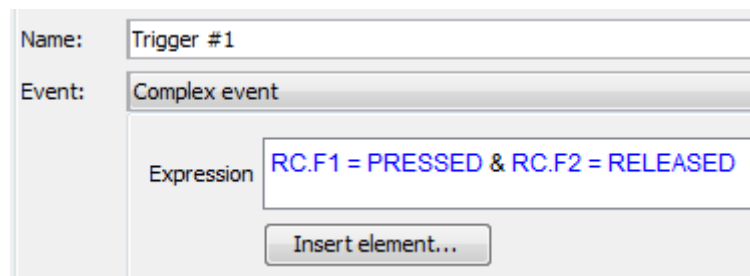 Name: Trigger #1
Event: Complex event
Expression RC.F1 = PRESSED & RC.F2 = RELEASED
Insert element...